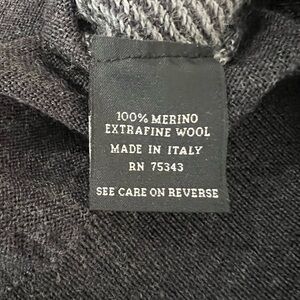 100% MERINO
EXTRAFINE WOOL
MADE IN ITALY
RN 75343
SEE CARE ON REVERSE